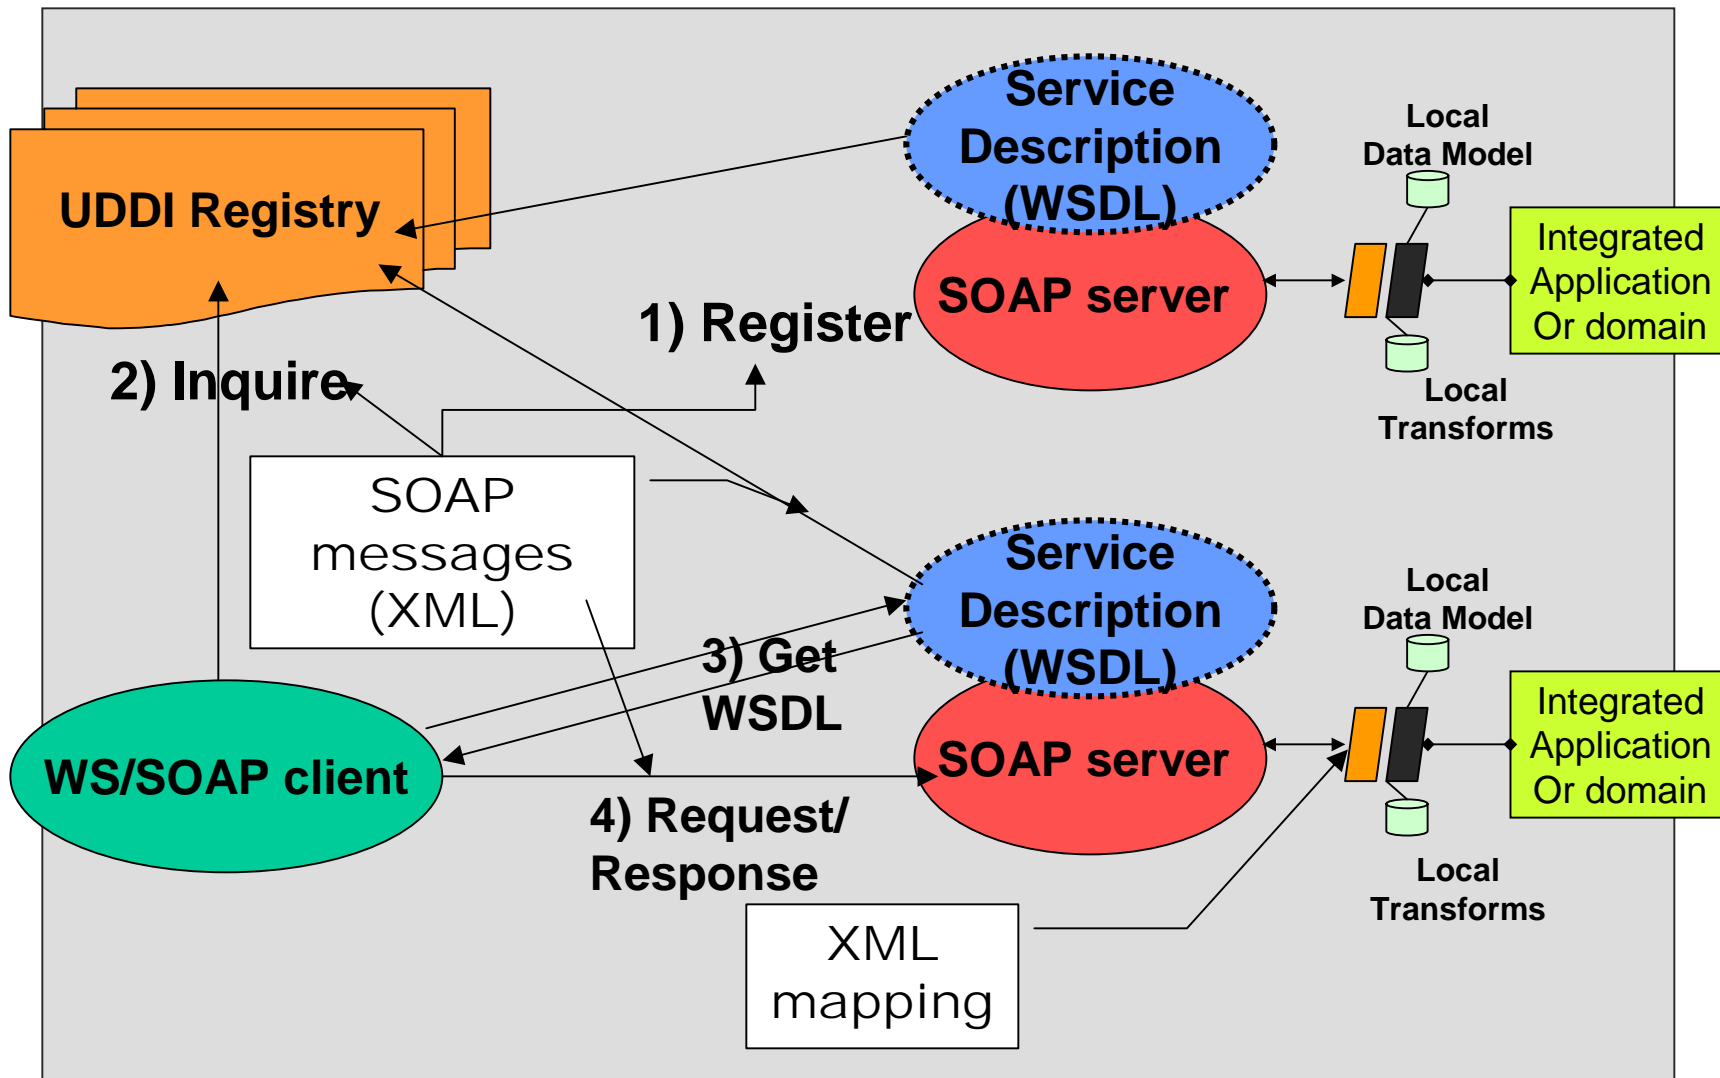 Service
Description
(WSDL)
Local
Data Model
UDDI Registry
Integrated
Application
Or domain
SOAP server
1) Register
2) Inquire
Local
Transforms
SOAP
messages
(XML)
Service
Description
(WSDL)
Local
Data Model
3) Get
WSDL
Integrated
Application
Or domain
WS/SOAP client
SOAP server
4) Request/
Response
Local
Transforms
XML
mapping